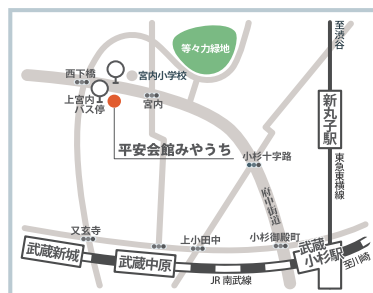 至渋谷
等々力緑地
西下橋
宮内小学校
上宮内
バス停
宮内
新丸子駅
平安会館みやうち
小杉十字路
東急東横線
府中街道
又玄寺
上小田中
小杉御殿町
武蔵
小杉駅
武蔵新城
武蔵中原
至川崎
JR 南武線